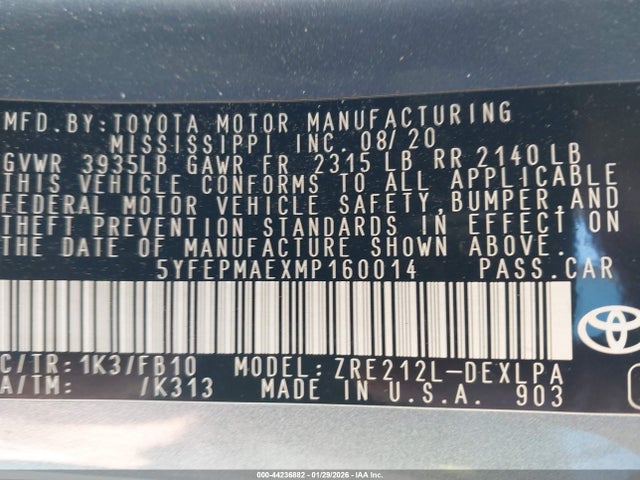 MFD. BY: TOYOTA MOTOR MANUFACTURING
MISSISSIPPI INC. 08/20
GVWR 3935LB GAWR FR 2315 LB RR 2140LB
THIS VEHICLE CONFORMS TO ALL APPLICABLE
FEDERAL MOTOR VEHICLE SAFETY, BUMPER, AND
THEFT PREVENTION STANDARDS IN EFFECT ON
THE DATE OF MANUFACTURING SHOWN ABOVE.
5YFEPMAEXMP160014 PASS. CAR
C/TR: 1K3/FB10 MODEL: ZRE212L-DEXLPA
A/TM: /K313 MADE IN U.S.A. 903
000-44236882 | 01/29/2026 | IAA Inc.